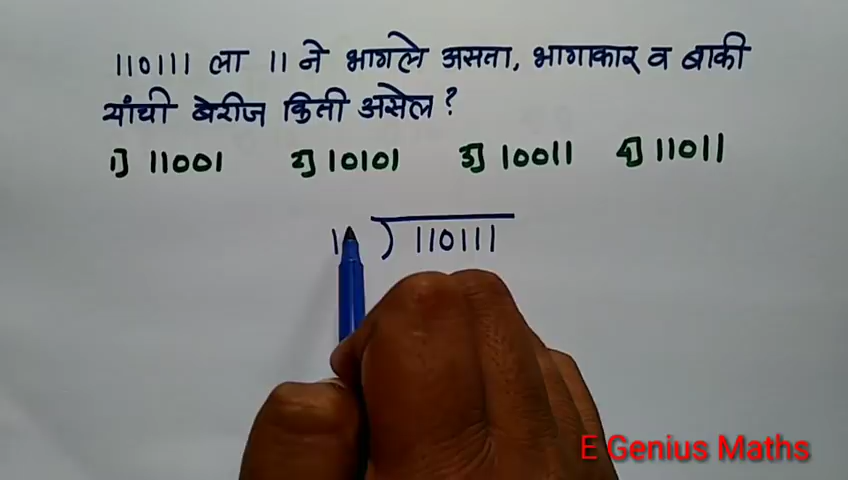 110111 ला 11 ने भागले असता, भागाकार व बाकी
यांची बेरीज किती असेल ?
1] 11001 2] 10101 3] 10011 4] 11011
11 ) 110111
E Genius Maths